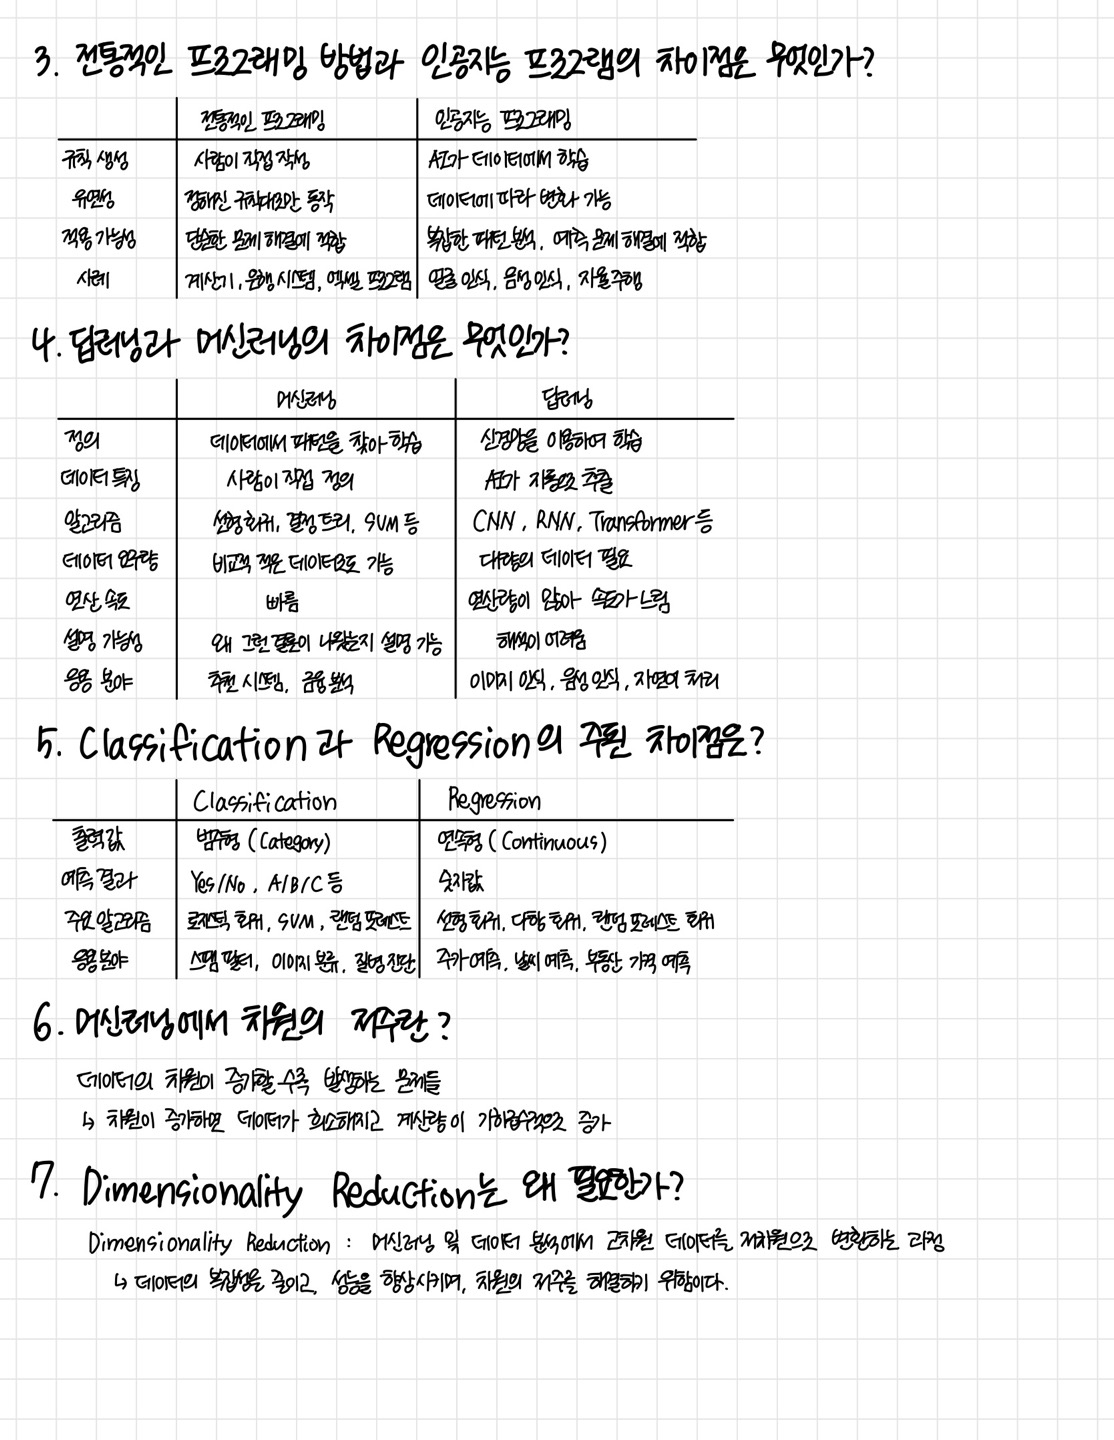 3. 전통적인 프로그래밍 방법과 인공지능 프로그램의 차이점은 무엇인가?
전통적인 프로그래밍 인공지능 프로그래밍
규칙 생성 사람이 직접 작성 AI가 데이터에서 학습
유연성 정해진 규칙대로만 동작 데이터에 따라 변화 가능
적용 가능성 단순한 문제 해결에 적합 복잡한 패턴 분석, 예측 문제 해결에 적합
사례 계산기, 은행 시스템, 엑셀 프로그램 얼굴 인식, 음성 인식, 자율주행
4. 딥러닝과 머신러닝의 차이점은 무엇인가?
머신러닝 딥러닝
정의 데이터에서 패턴을 찾아 학습 신경망을 이용하여 학습
데이터 특징 사람이 직접 정의 AI가 자동으로 추출
알고리즘 선형 회귀, 결정 트리, SVM 등 CNN, RNN, Transformer 등
데이터 요구량 비교적 적은 데이터으로도 가능 대량의 데이터 필요
연산 속도 빠름 연산량이 많아 속도가 느림
설명 가능성 왜 그런 결론이 나왔는지 설명 가능 해석이 어려움
응용 분야 추천 시스템, 금융 분석 이미지 인식, 음성 인식, 자연어 처리
5. Classification과 Regression의 주된 차이점은?
Classification Regression
출력 값 범주형 (Category) 연속형 (Continuous)
예측 결과 Yes/No, A/B/C 등 숫자값
주요 알고리즘 로지스틱 회귀, SVM, 랜덤 포레스트 선형 회귀, 다항 회귀, 랜덤 포레스트 회귀
응용 분야 스팸 필터, 이미지 분류, 질병 진단 주가 예측, 날씨 예측, 부동산 가격 예측
6. 머신러닝에서 차원의 저주란?
데이터의 차원이 증가할 수록 발생하는 문제들
↳ 차원이 증가하면 데이터가 희소해지고 계산량이 기하급수적으로 증가
7. Dimensionality Reduction는 왜 필요한가?
Dimensionality Reduction : 머신러닝 및 데이터 분석에서 고차원 데이터를 저차원으로 변환하는 과정
↳ 데이터의 복잡성을 줄이고, 성능을 향상시키며, 차원의 저주를 해결하기 위함이다.